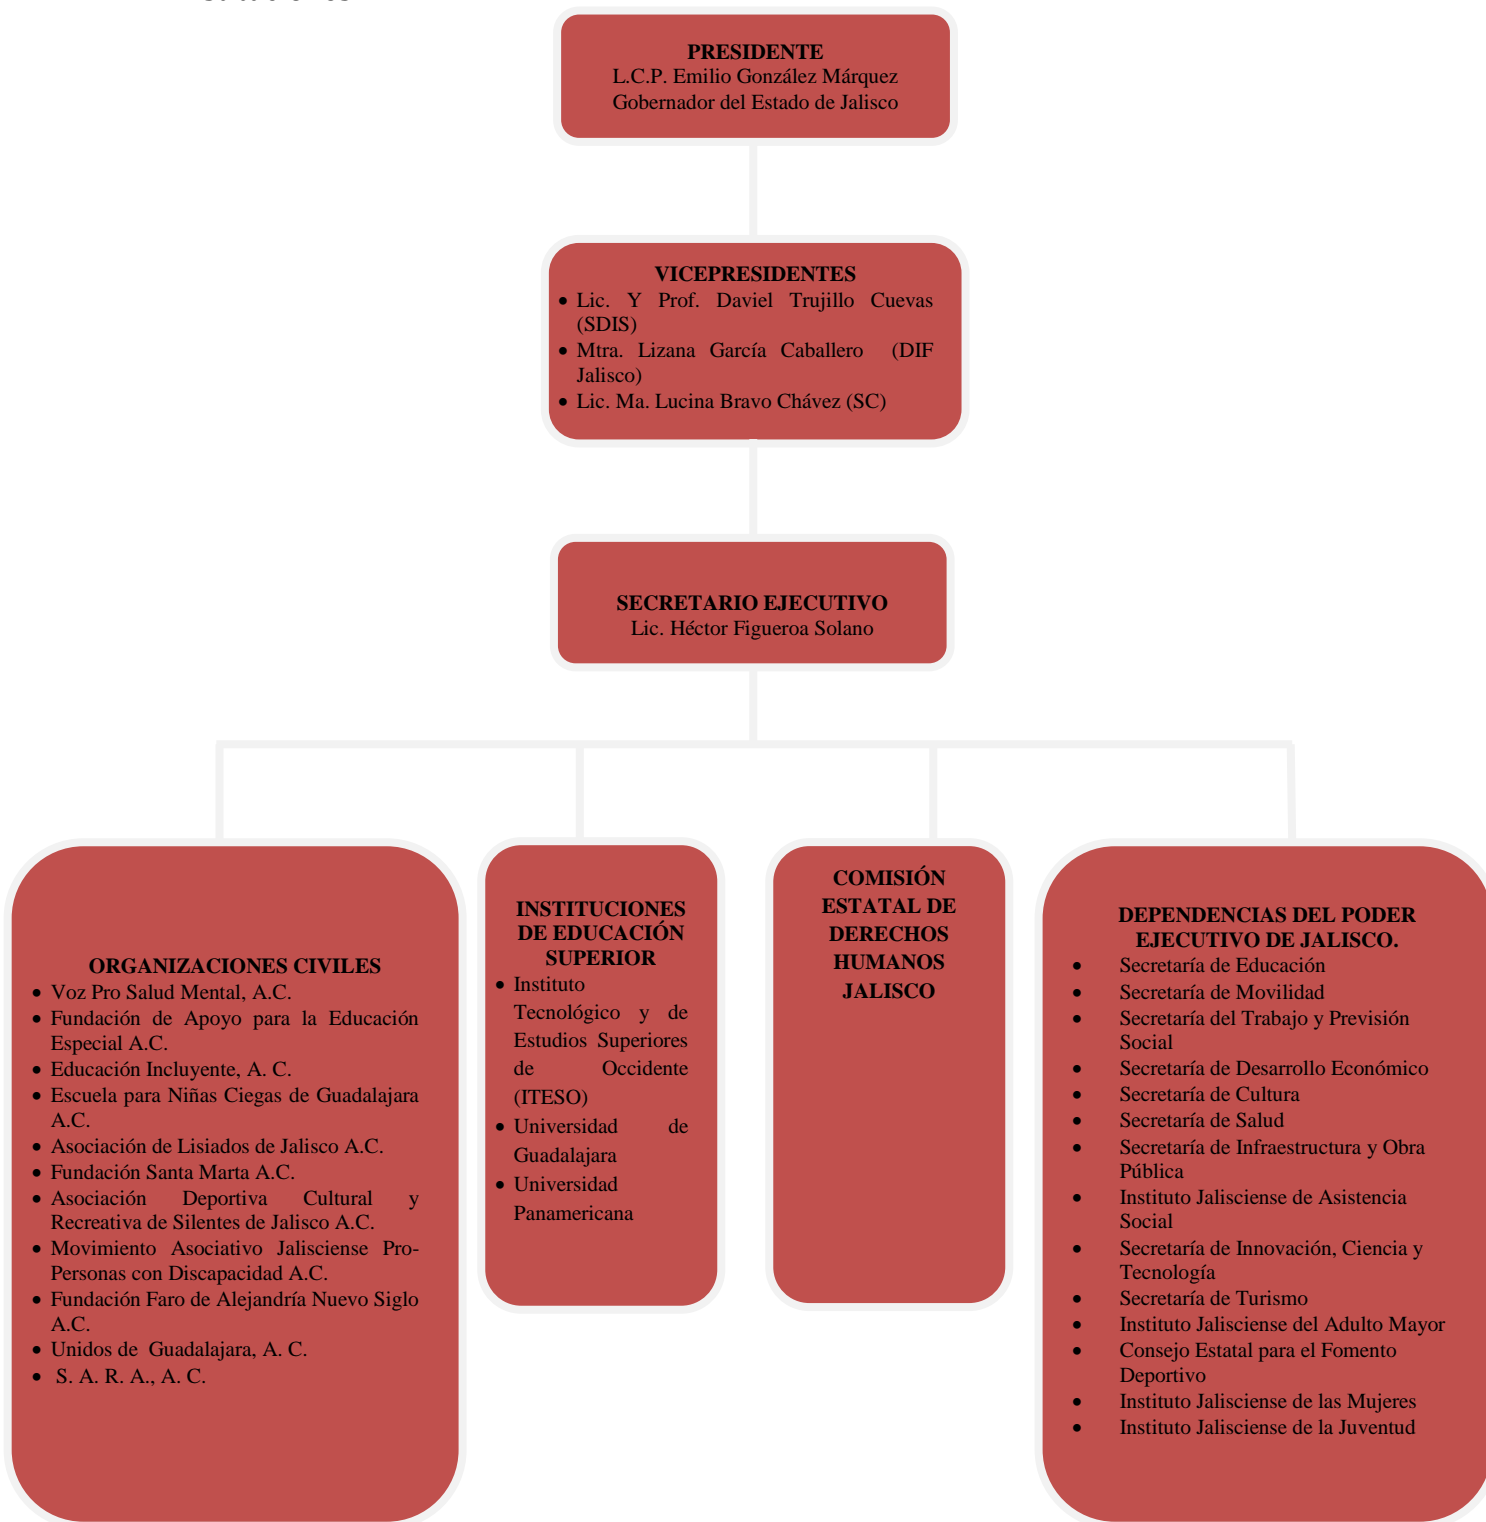 PRESIDENTE
L.C.P. Emilio González Márquez
Gobernador del Estado de Jalisco
VICEPRESIDENTES
• Lic. Y Prof. Daviel Trujillo Cuevas
(SDIS)
• Mtra. Lizana García Caballero (DIF
Jalisco)
• Lic. Ma. Lucina Bravo Chávez (SC)
SECRETARIO EJECUTIVO
Lic. Héctor Figueroa Solano
ORGANIZACIONES CIVILES
• Voz Pro Salud Mental, A.C.
• Fundación de Apoyo para la Educación
Especial A.C.
• Educación Incluyente, A. C.
• Escuela para Niñas Ciegas de Guadalajara
A.C.
• Asociación de Lisiados de Jalisco A.C.
• Fundación Santa Marta A.C.
• Asociación Deportiva Cultural y
Recreativa de Silentes de Jalisco A.C.
• Movimiento Asociativo Jalisciense Pro-
Personas con Discapacidad A.C.
• Fundación Faro de Alejandría Nuevo Siglo
A.C.
• Unidos de Guadalajara, A. C.
• S. A. R. A., A. C.
INSTITUCIONES
DE EDUCACIÓN
SUPERIOR
• Instituto
Tecnológico y de
Estudios Superiores
de Occidente
(ITESO)
• Universidad de
Guadalajara
• Universidad
Panamericana
COMISIÓN
ESTATAL DE
DERECHOS
HUMANOS
JALISCO
DEPENDENCIAS DEL PODER
EJECUTIVO DE JALISCO.
• Secretaría de Educación
• Secretaría de Movilidad
• Secretaría del Trabajo y Previsión
Social
• Secretaría de Desarrollo Económico
• Secretaría de Cultura
• Secretaría de Salud
• Secretaría de Infraestructura y Obra
Pública
• Instituto Jalisciense de Asistencia
Social
• Secretaría de Innovación, Ciencia y
Tecnología
• Secretaría de Turismo
• Instituto Jalisciense del Adulto Mayor
• Consejo Estatal para el Fomento
Deportivo
• Instituto Jalisciense de las Mujeres
• Instituto Jalisciense de la Juventud